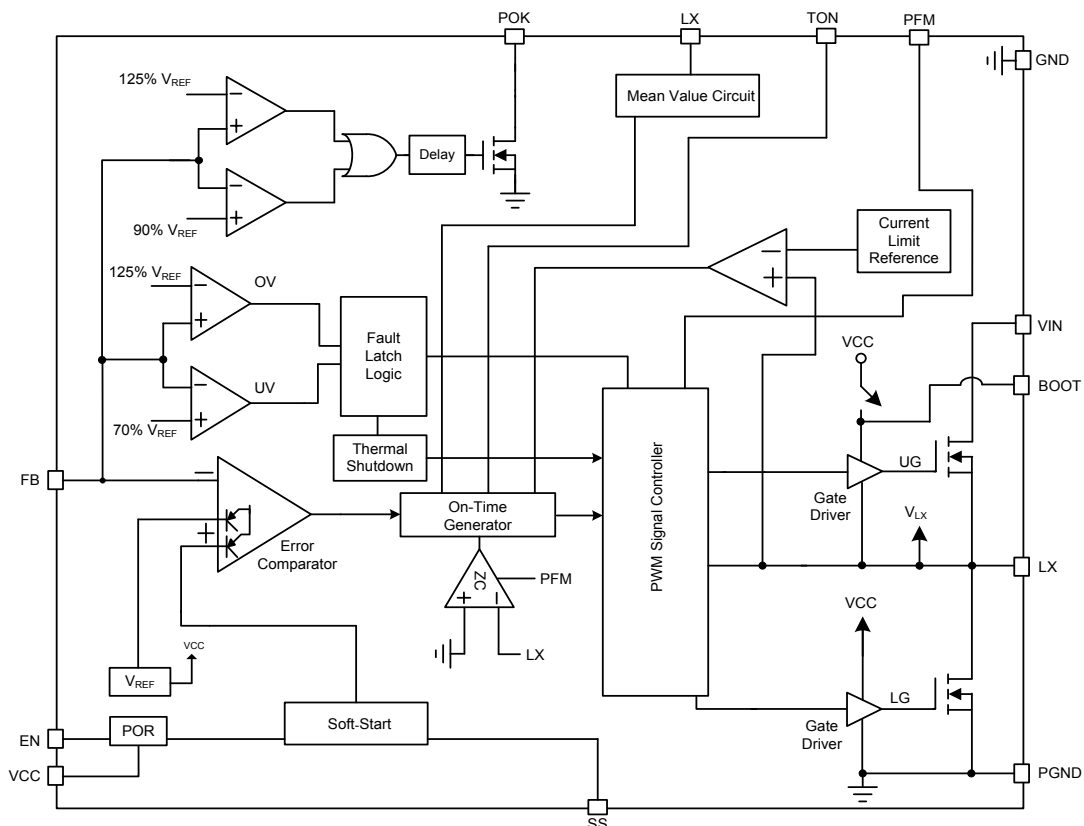 POK
LX
TON
PFM
GND
125% VREF
−
+
Mean Value Circuit
Delay
−
+
90% VREF
Current
Limit
Reference
−
+
125% VREF
OV
−
+
Fault
Latch
Logic
VIN
VCC
BOOT
UV
−
+
70% VREF
Thermal
Shutdown
FB
−
+
Error
Comparator
On-Time
Generator
PWM Signal Controller
UG
Gate
Driver
VLX
LX
ZC
+
−
PFM
LX
VCC
VREF
VCC
LG
Gate
Driver
EN
POR
Soft-Start
VCC
PGND
SS